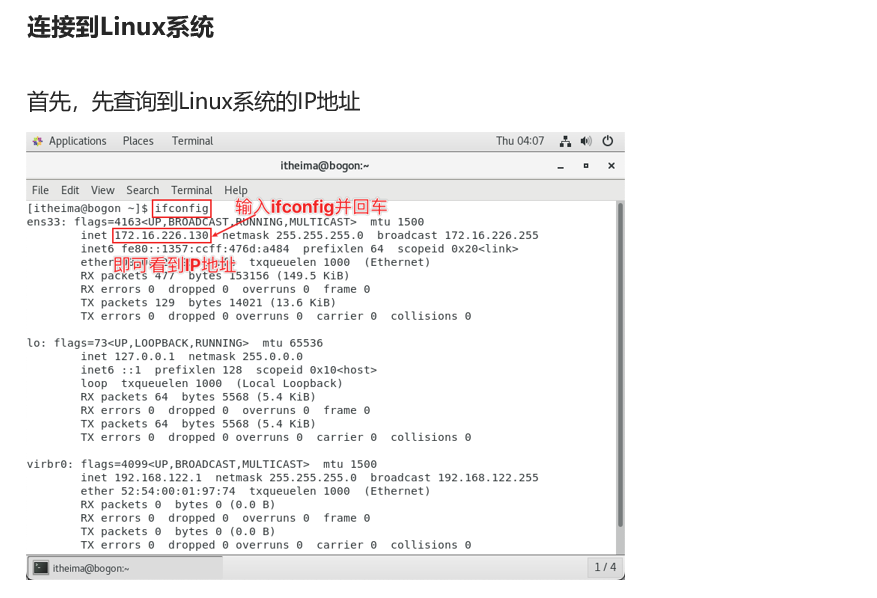 连接到Linux系统
首先，先查询到Linux系统的IP地址
Applications Places Terminal Thu 04:07
itheima@bogon:~
File Edit View Search Terminal Help
[itheima@bogon ~]$ ifconfig
输入ifconfig并回车
ens33: flags=4163<UP,BROADCAST,RUNNING,MULTICAST> mtu 1500
inet 172.16.226.130 netmask 255.255.255.0 broadcast 172.16.226.255
inet6 fe80::1357:ccff:476d:a484 prefixlen 64 scopeid 0x20<link>
即可看到IP地址
ether txqueuelen 1000 (Ethernet)
RX packets 477 bytes 153156 (149.5 KiB)
RX errors 0 dropped 0 overruns 0 frame 0
TX packets 129 bytes 14021 (13.6 KiB)
TX errors 0 dropped 0 overruns 0 carrier 0 collisions 0
lo: flags=73<UP,LOOPBACK,RUNNING> mtu 65536
inet 127.0.0.1 netmask 255.0.0.0
inet6 ::1 prefixlen 128 scopeid 0x10<host>
loop txqueuelen 1000 (Local Loopback)
RX packets 64 bytes 5568 (5.4 KiB)
RX errors 0 dropped 0 overruns 0 frame 0
TX packets 64 bytes 5568 (5.4 KiB)
TX errors 0 dropped 0 overruns 0 carrier 0 collisions 0
virbr0: flags=4099<UP,BROADCAST,MULTICAST> mtu 1500
inet 192.168.122.1 netmask 255.255.255.0 broadcast 192.168.122.255
ether 52:54:00:01:97:74 txqueuelen 1000 (Ethernet)
RX packets 0 bytes 0 (0.0 B)
RX errors 0 dropped 0 overruns 0 frame 0
TX packets 0 bytes 0 (0.0 B)
TX errors 0 dropped 0 overruns 0 carrier 0 collisions 0
itheima@bogon:~ 1 / 4